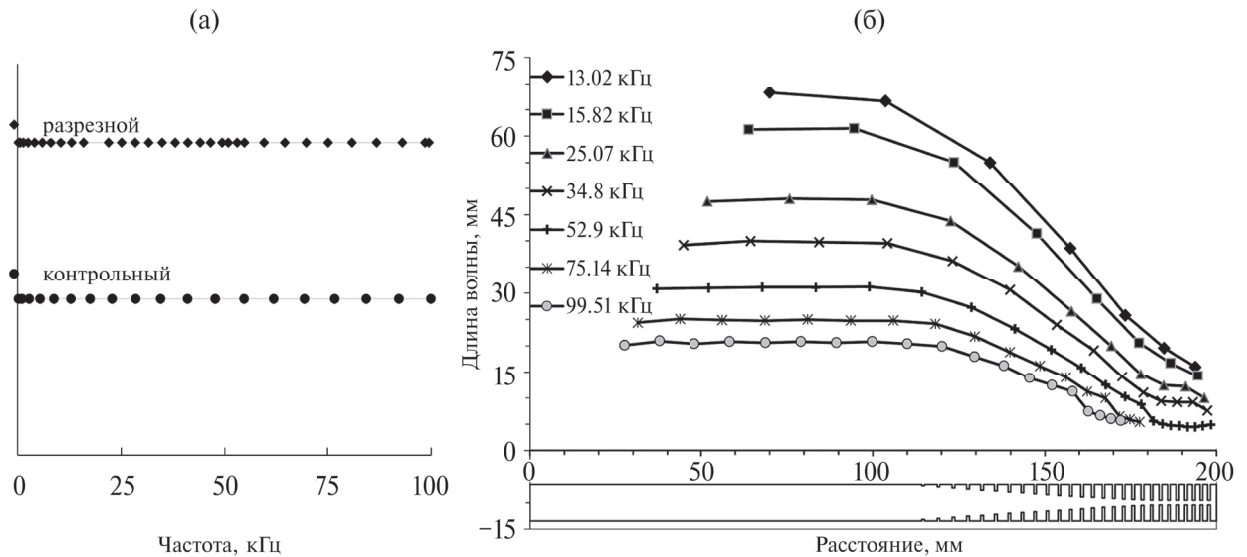 (а)
разрезной
контрольный
0 25 50 75 100
Частота, кГц
(б)
Длина волны, мм
75
60
45
30
15
0
−15
13.02 кГц
15.82 кГц
25.07 кГц
34.8 кГц
52.9 кГц
75.14 кГц
99.51 кГц
0 50 100 150 200
Расстояние, мм